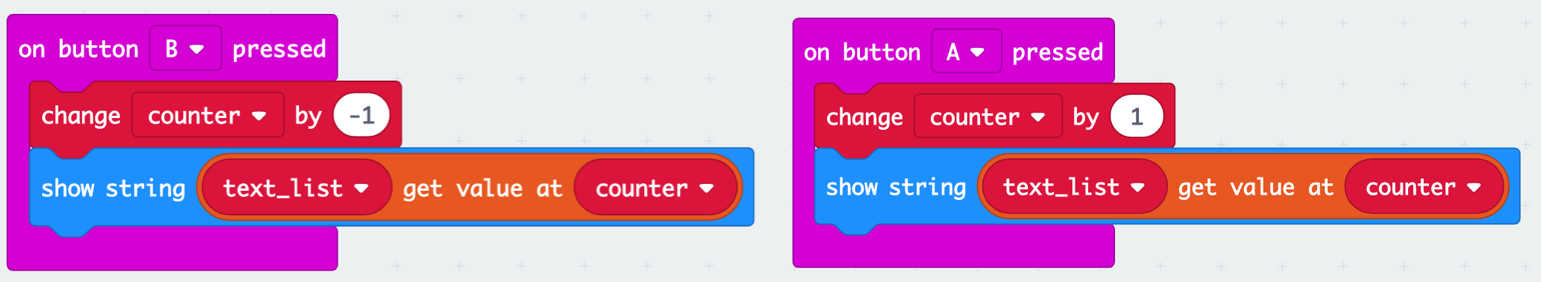 on button B pressed
change counter by -1
show string text_list get value at counter
on button A pressed
change counter by 1
show string text_list get value at counter